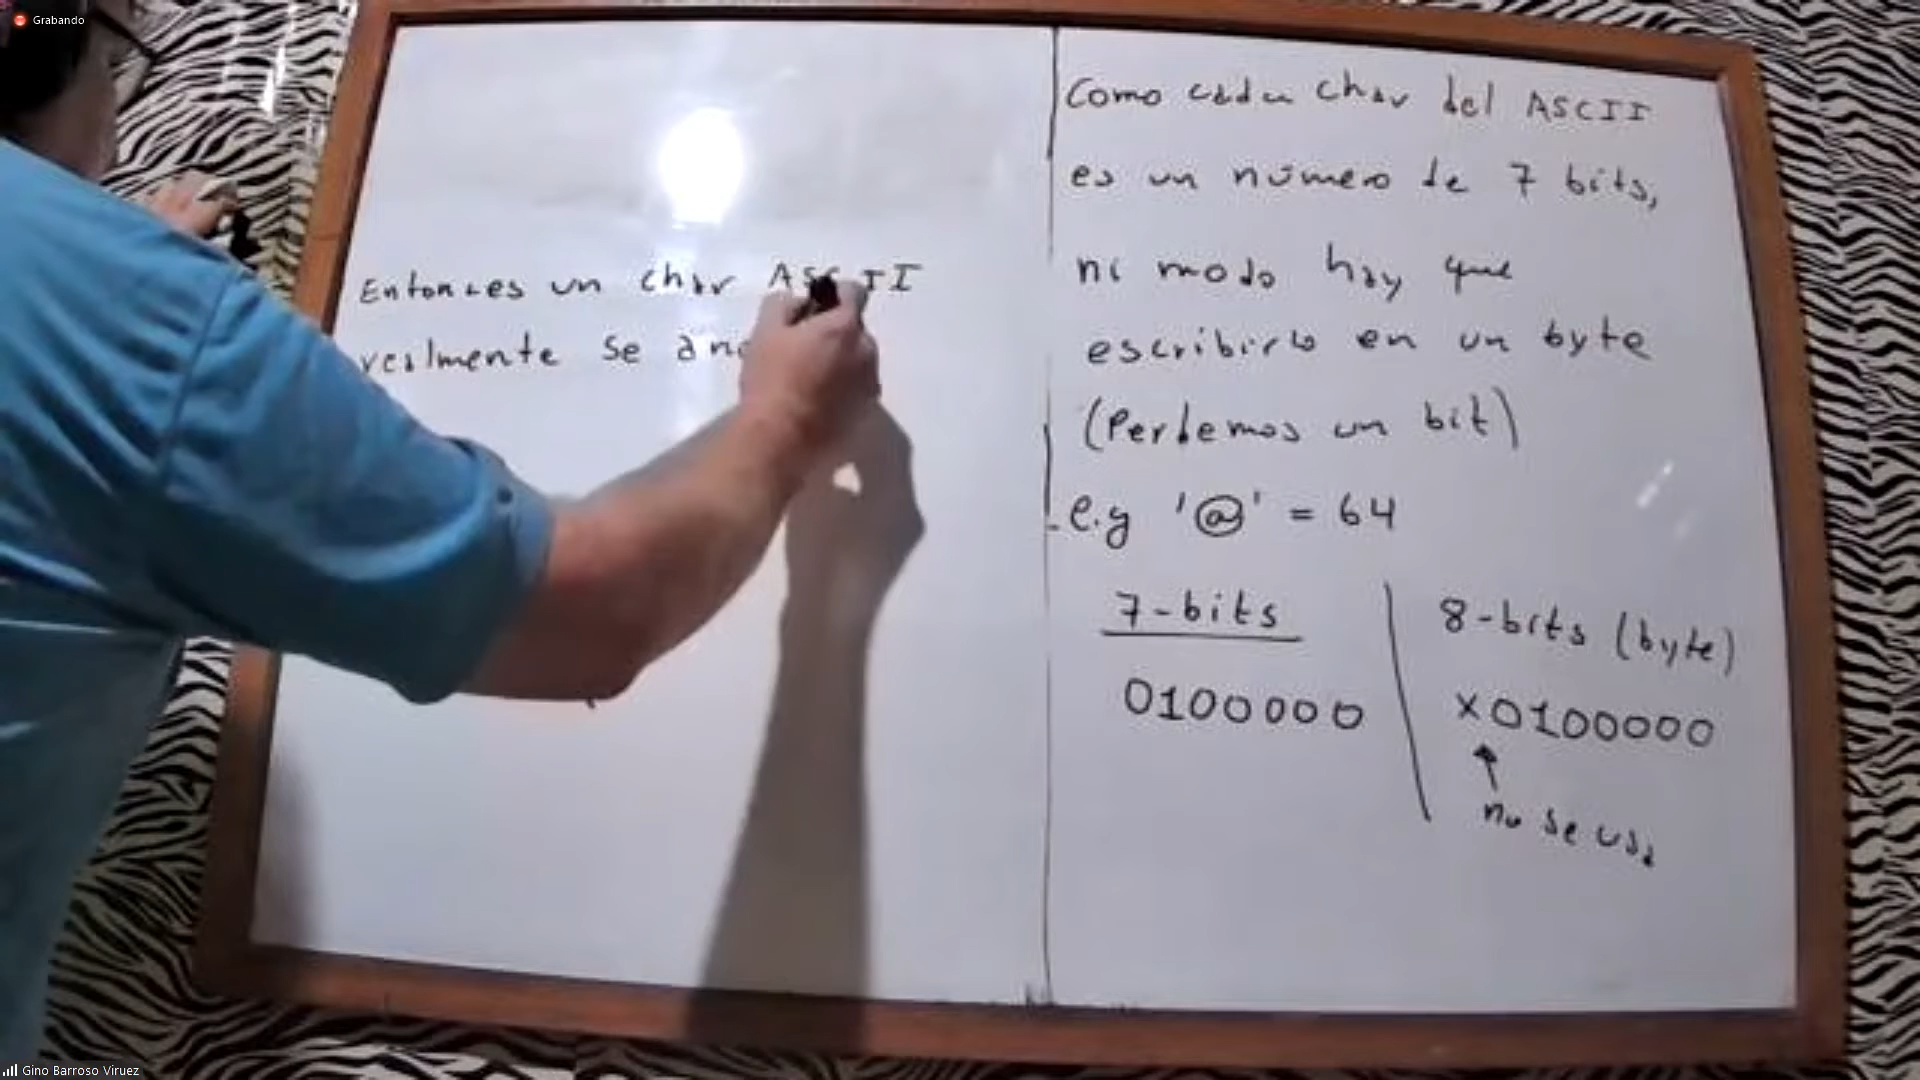 Grabando
Entonces un char ASCII
realmente se
Como cada char del ASCII
es un número de 7 bits,
ni modo hay que
escribirlo en un byte
(Perdemos un bit)
e.g '@' = 64
7-bits
0100000
8-bits (byte)
x0100000
no se usa
Gino Barroso Viruez